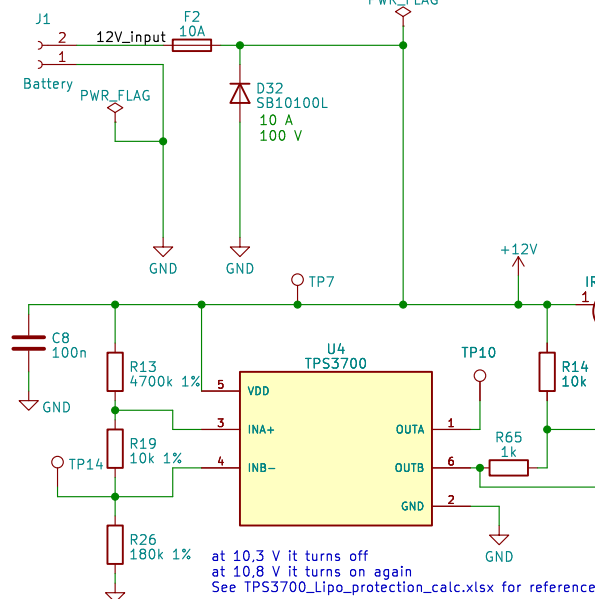 PWR_FLAG
J1
F2
10A
2
12V_input
1
Battery
PWR_FLAG
D32
SB10100L
10 A
100 V
GND
GND
+12V
TP7
1
C8
100n
GND
R13
4700k 1%
U4
TPS3700
TP10
R14
10k
5
VDD
3
INA+
OUTA
1
R19
10k 1%
TP14
4
INB-
OUTB
6
R65
1k
GND
2
R26
180k 1%
GND
at 10,3 V it turns off
at 10,8 V it turns on again
See TPS3700_Lipo_protection_calc.xlsx for reference